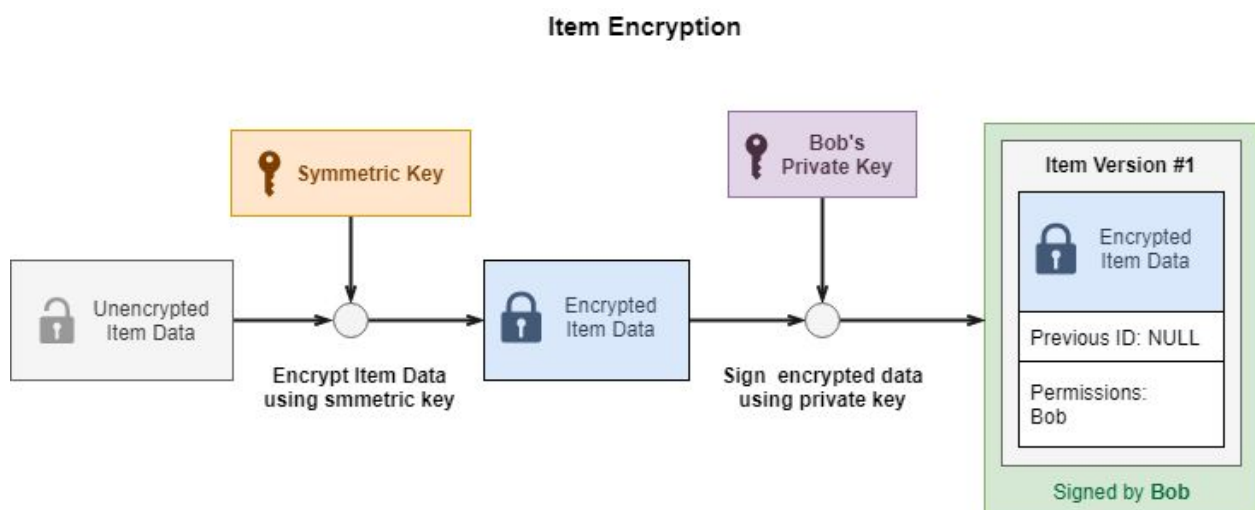 Item Encryption
Symmetric Key
Bob's
Private Key
Unencrypted
Item Data
Encrypt Item Data
using smmetric key
Encrypted
Item Data
Sign encrypted data
using private key
Item Version #1
Encrypted
Item Data
Previous ID: NULL
Permissions:
Bob
Signed by Bob